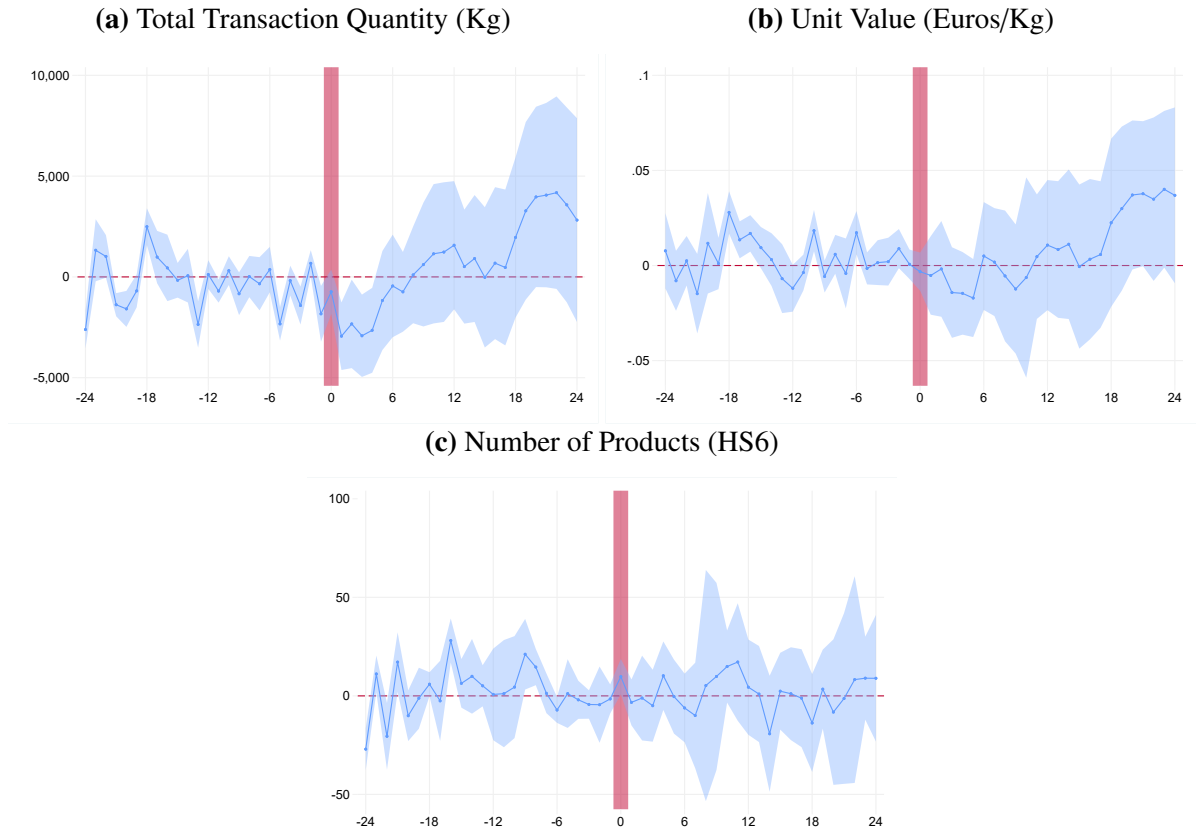 (a) Total Transaction Quantity (Kg)
10,000
5,000
0
-5,000
-24 -18 -12 -6 0 6 12 18 24
(b) Unit Value (Euros/Kg)
.1
.05
0
-.05
-24 -18 -12 -6 0 6 12 18 24
(c) Number of Products (HS6)
100
50
0
-50
-24 -18 -12 -6 0 6 12 18 24